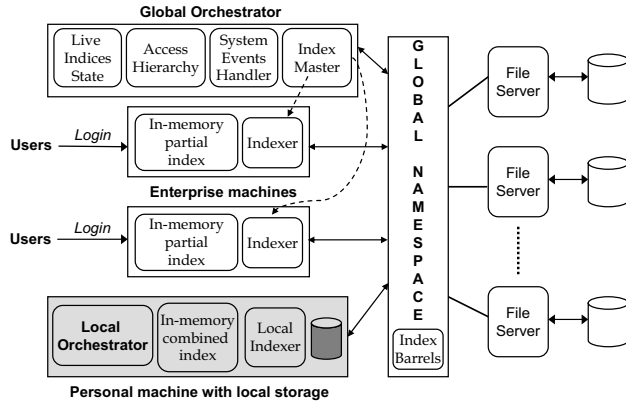 Global Orchestrator
Live
Indices
State
Access
Hierarchy
System
Events
Handler
Index
Master
Users
Login
In-memory
partial
index
Indexer
Enterprise machines
Users
Login
In-memory
partial
index
Indexer
Local
Orchestrator
In-memory
combined
index
Local
Indexer
Personal machine with local storage
GLOBAL NAMESPACE
Index
Barrels
File
Server
File
Server
File
Server